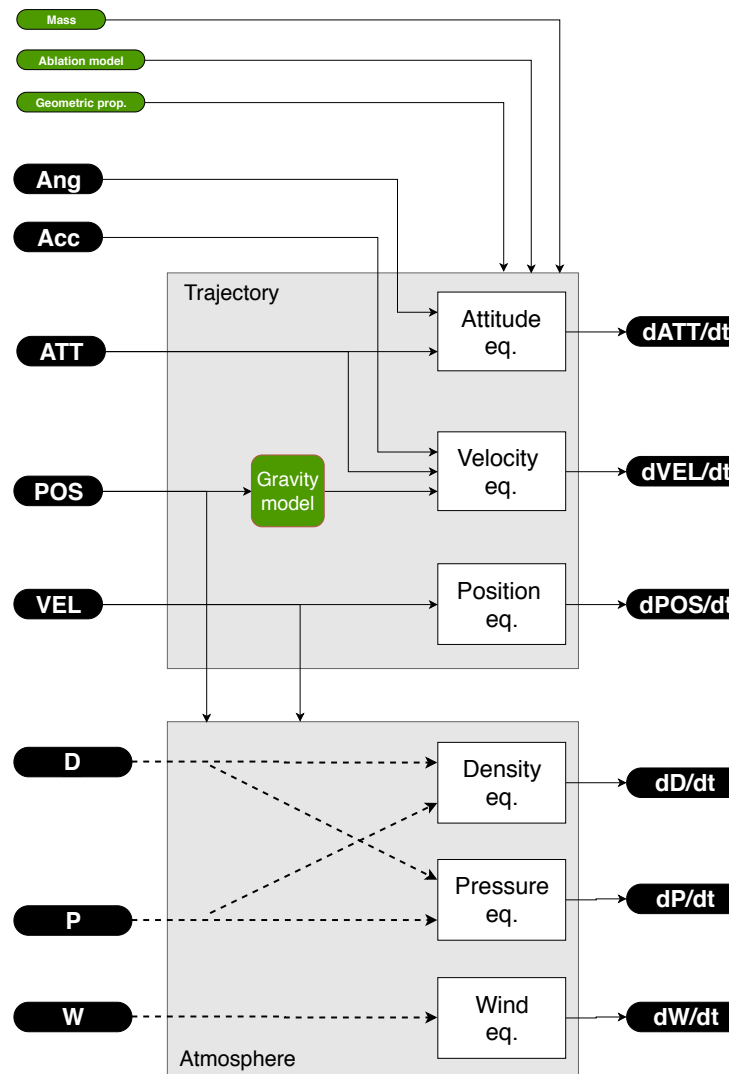 Mass
Ablation model
Geometric prop.
Ang
Acc
Trajectory
Attitude
eq.
dATT/dt
ATT
Velocity
eq.
dVEL/dt
Gravity
model
POS
Position
eq.
dPOS/dt
VEL
D
Density
eq.
dD/dt
Pressure
eq.
dP/dt
P
W
Wind
eq.
dW/dt
Atmosphere